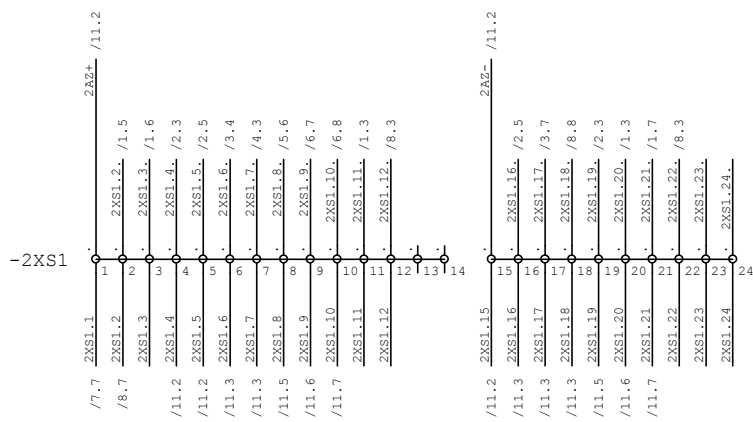 /11.2
/11.2
2AZ+
2AZ-
/1.5
/1.6
/2.3
/2.5
/3.4
/4.3
/5.6
/6.7
/6.8
/1.3
/8.3
/2.5
/3.7
/8.8
/2.3
/1.3
/1.7
/8.3
2XS1.2.
2XS1.3.
2XS1.4.
2XS1.5.
2XS1.6.
2XS1.7.
2XS1.8.
2XS1.9.
2XS1.10.
2XS1.11.
2XS1.12.
2XS1.16.
2XS1.17.
2XS1.18.
2XS1.19.
2XS1.20.
2XS1.21.
2XS1.22.
2XS1.23.
2XS1.24.
-2XS1
1 2 3 4 5 6 7 8 9 10 11 12 13 14 15 16 17 18 19 20 21 22 23 24
2XS1.1
2XS1.2
2XS1.3
2XS1.4
2XS1.5
2XS1.6
2XS1.7
2XS1.8
2XS1.9
2XS1.10
2XS1.11
2XS1.12
2XS1.15
2XS1.16
2XS1.17
2XS1.18
2XS1.19
2XS1.20
2XS1.21
2XS1.22
2XS1.23
2XS1.24
/7.7
/8.7
/11.2
/11.2
/11.3
/11.3
/11.5
/11.6
/11.7
/11.2
/11.3
/11.3
/11.3
/11.5
/11.6
/11.7